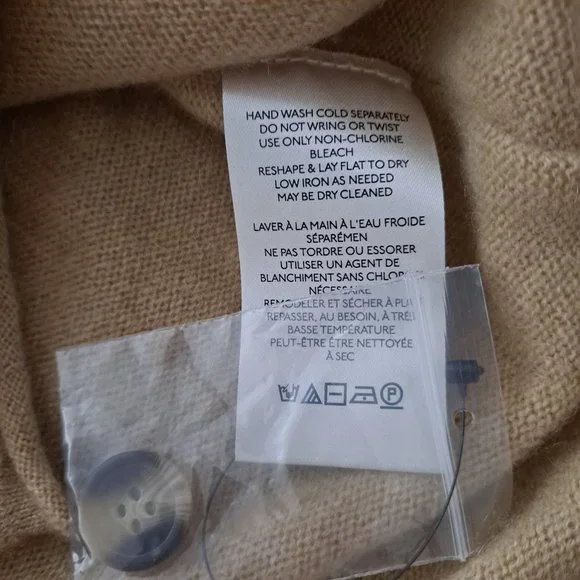 HAND WASH COLD SEPARATELY
DO NOT WRING OR TWIST
USE ONLY NON-CHLORINE
BLEACH
RESHAPE & LAY FLAT TO DRY
LOW IRON AS NEEDED
MAY BE DRY CLEANED
LAVER À LA MAIN À L'EAU FROIDE
SÉPARÉMEN
NE PAS TORDRE OU ESSORER
UTILISER UN AGENT DE
BLANCHIMENT SANS
NÉCESSAIRE
REMODELER ET SÉCHER À
REPASSER, AU BESOIN, À
BASSE TEMPÉRATURE
PEUT-ÊTRE ÊTRE NETTOYÉE
À SEC
P